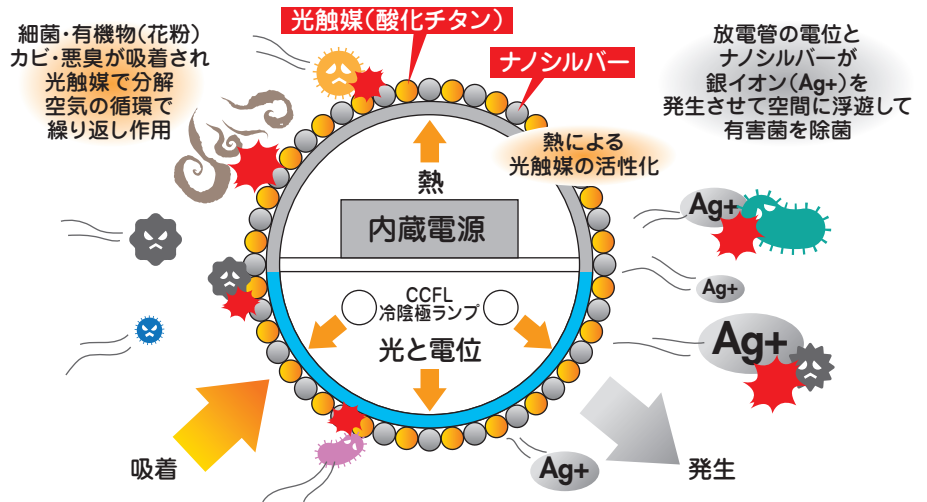 細菌・有機物(花粉)
カビ・悪臭が吸着され
光触媒で分解
空気の循環で
繰り返し作用
光触媒(酸化チタン)
ナノシルバー
放電管の電位と
ナノシルバーが
銀イオン(Ag+)を
発生させて空間に浮遊して
有害菌を除菌
熱による
光触媒の活性化
熱
内蔵電源
CCFL
冷陰極ランプ
光と電位
Ag+
Ag+
Ag+
Ag+
吸着
発生